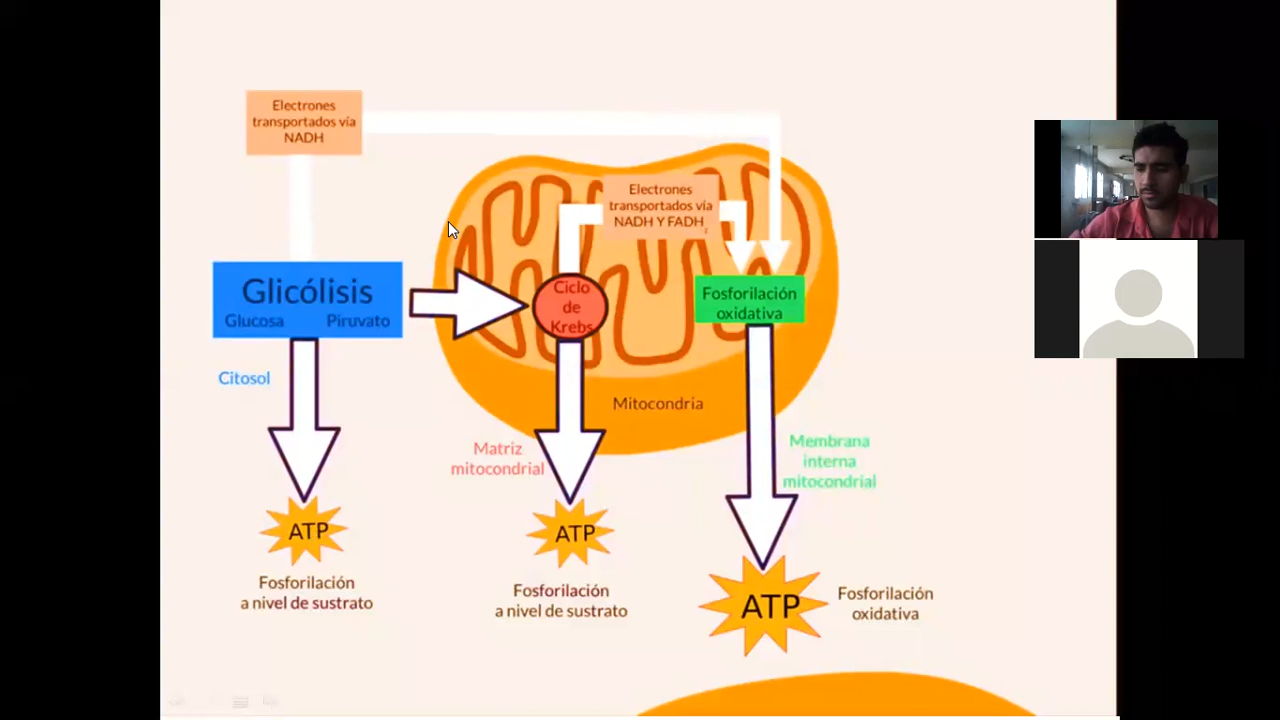 Electrones
transportados vía
NADH
Electrones
transportados vía
NADH Y FADH₂
Glicólisis
Glucosa Piruvato
Ciclo
de
Krebs
Fosforilación
oxidativa
Citosol
Mitocondria
Matriz
mitocondrial
Membrana
interna
mitocondrial
ATP
Fosforilación
a nivel de sustrato
ATP
Fosforilación
a nivel de sustrato
ATP
Fosforilación
oxidativa